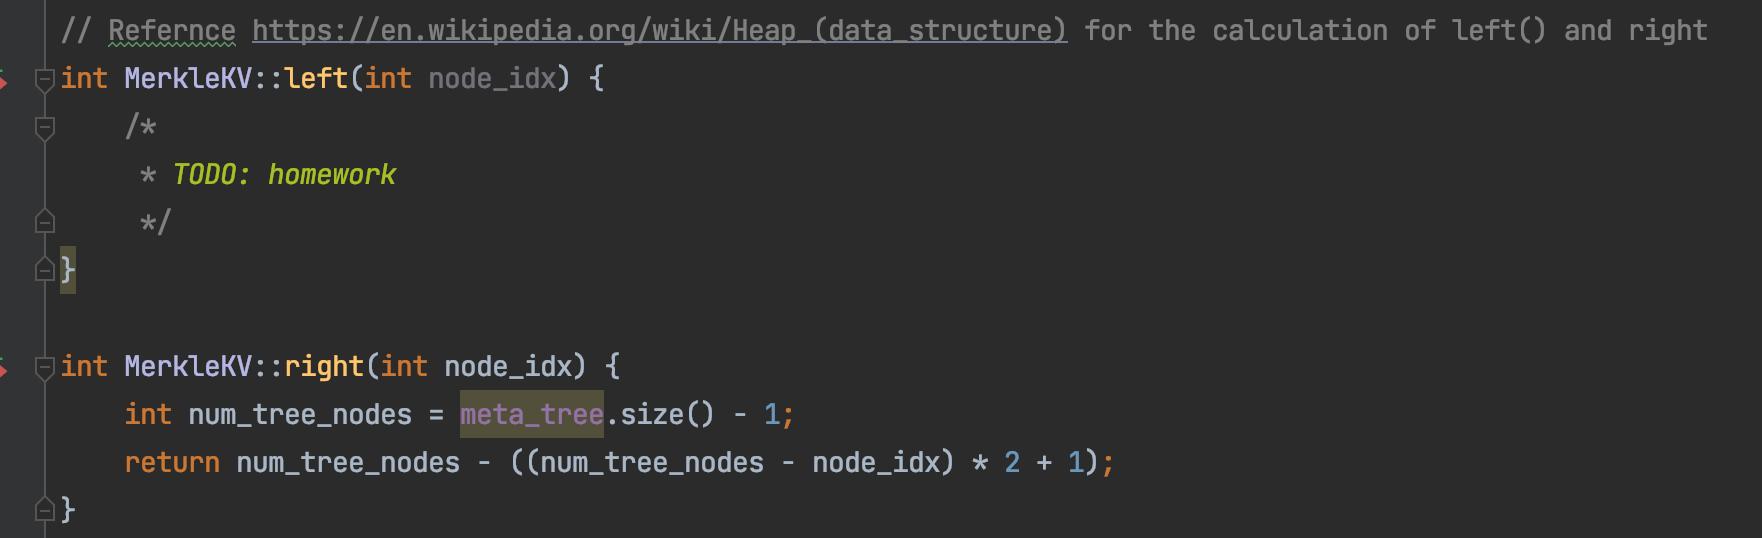 // Refernce https://en.wikipedia.org/wiki/Heap_(data_structure) for the calculation of left() and right
int MerkleKV::left(int node_idx) {
    /*
     * TODO: homework
     */
}
int MerkleKV::right(int node_idx) {
    int num_tree_nodes = meta_tree.size() - 1;
    return num_tree_nodes - ((num_tree_nodes - node_idx) * 2 + 1);
}